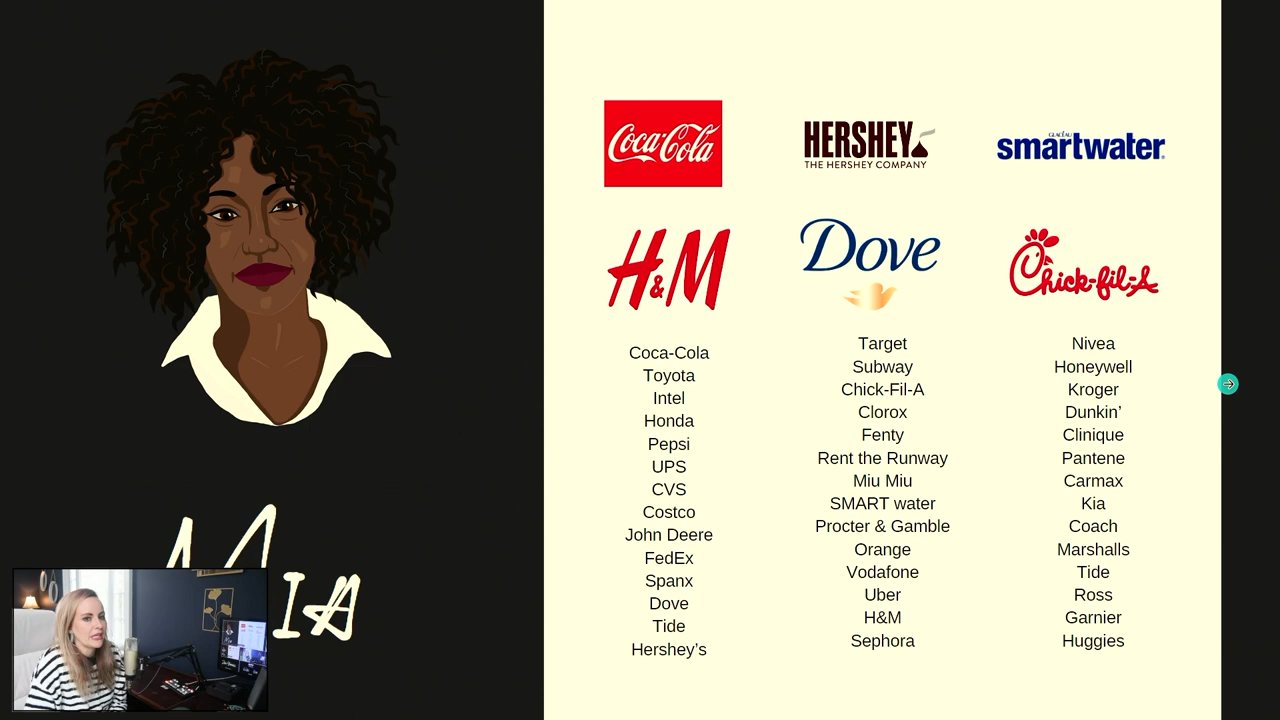 Coca-Cola
HERSHEY
THE HERSHEY COMPANY
GLACÉAU
smartwater
H&M
Dove
Chick-fil-A
Coca-Cola
Toyota
Intel
Honda
Pepsi
UPS
CVS
Costco
John Deere
FedEx
Spanx
Dove
Tide
Hershey's
Target
Subway
Chick-Fil-A
Clorox
Fenty
Rent the Runway
Miu Miu
SMART water
Procter & Gamble
Orange
Vodafone
Uber
H&M
Sephora
Nivea
Honeywell
Kroger
Dunkin’
Clinique
Pantene
Carmax
Kia
Coach
Marshalls
Tide
Ross
Garnier
Huggies
MIA